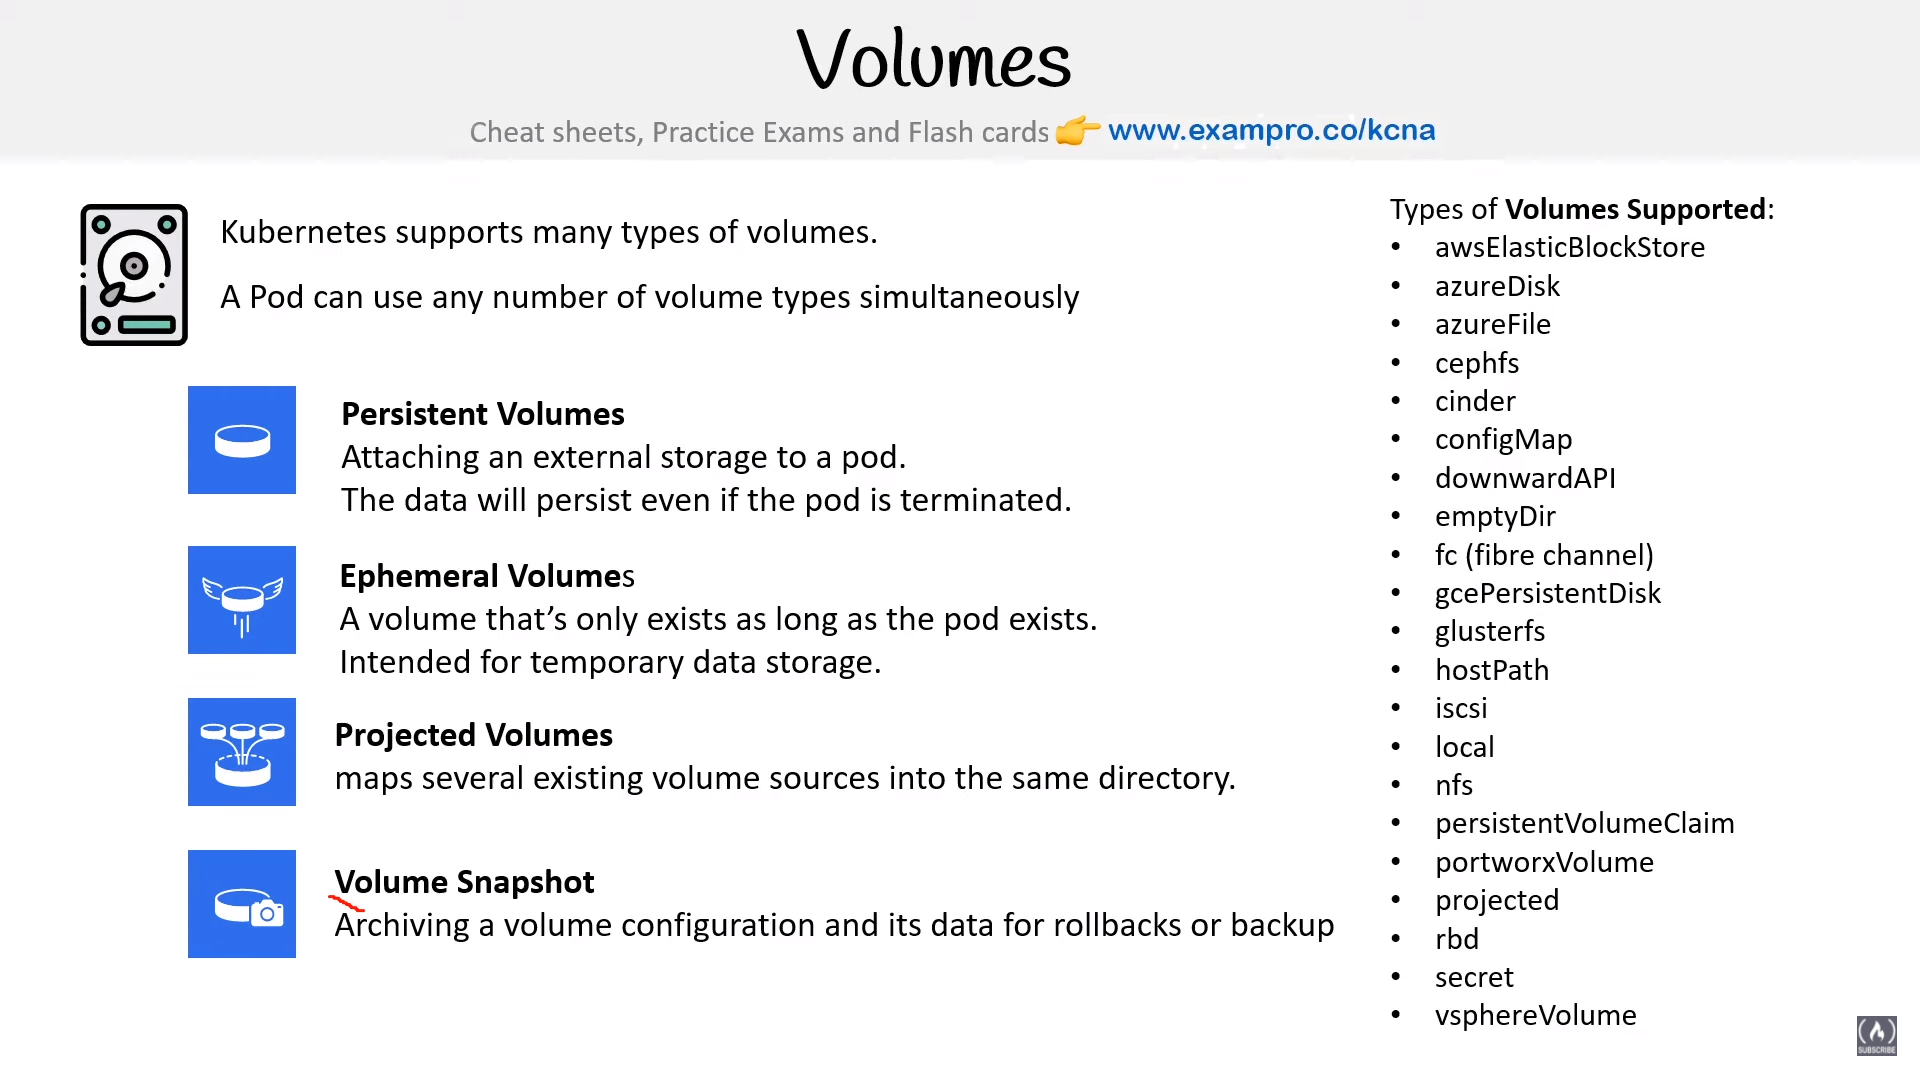 Volumes
Cheat sheets, Practice Exams and Flash cards 👉 www.exampro.co/kcna
Kubernetes supports many types of volumes.
A Pod can use any number of volume types simultaneously
Persistent Volumes
Attaching an external storage to a pod.
The data will persist even if the pod is terminated.
Ephemeral Volumes
A volume that’s only exists as long as the pod exists.
Intended for temporary data storage.
Projected Volumes
maps several existing volume sources into the same directory.
Volume Snapshot
Archiving a volume configuration and its data for rollbacks or backup
Types of Volumes Supported:
• awsElasticBlockStore
• azureDisk
• azureFile
• cephfs
• cinder
• configMap
• downwardAPI
• emptyDir
• fc (fibre channel)
• gcePersistentDisk
• glusterfs
• hostPath
• iscsi
• local
• nfs
• persistentVolumeClaim
• portworxVolume
• projected
• rbd
• secret
• vsphereVolume
SUBSCRIBE